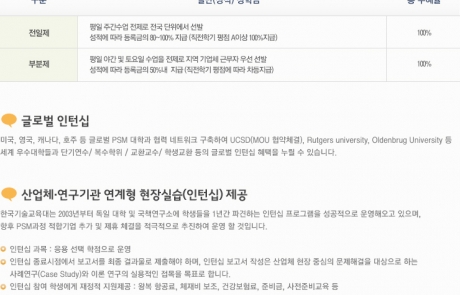 전일제
평일 주간수업 전제로 전국 단위에서 선발
성적에 따라 등록금의 80~100% 지급 (직전학기 평점 A이상 100%지급)
100%
부분제
평일 야간 및 토요일 수업을 전제로 지역 기업체 근무자 우선 선발
성적에 따라 등록금의 50%내 지급 (직전학기 평점에 따라 차등지급)
100%
글로벌 인턴십
미국, 영국, 캐나다, 호주 등 글로벌 PSM 대학과 협력 네트워크 구축하여 UCSD(MOU 협약체결), Rutgers university, Oldenbrug University 등
세계 우수대학들과 단기연수/ 복수학위 / 교환교수/ 학생교환 등의 글로벌 인턴십 혜택을 누릴 수 있습니다.
산업체·연구기관 연계형 현장실습(인턴십) 제공
한국기술교육대는 2003년부터 독일 대학 및 국책연구소에 학생들을 1년간 파견하는 인턴십 프로그램을 성공적으로 운영해오고 있으며,
향후 PSM과정 적합기업 추가 및 제휴 체결을 적극적으로 추진하여 운영 할 것입니다.
인턴십 과목 : 응용 선택 학점으로 운영
인턴십 종료시점에서 보고서를 최종 결과물로 제출해야 하며, 인턴십 보고서 작성은 산업체 현장 중심의 문제해결을 대상으로 하는
사례연구(Case Study)와 이론 연구의 실용적인 접목을 목표로 합니다.
인턴십 참여 학생에게 재정적 지원제공 : 왕복 항공료, 체재비 보조, 건강보험료, 준비금, 사전준비교육 등